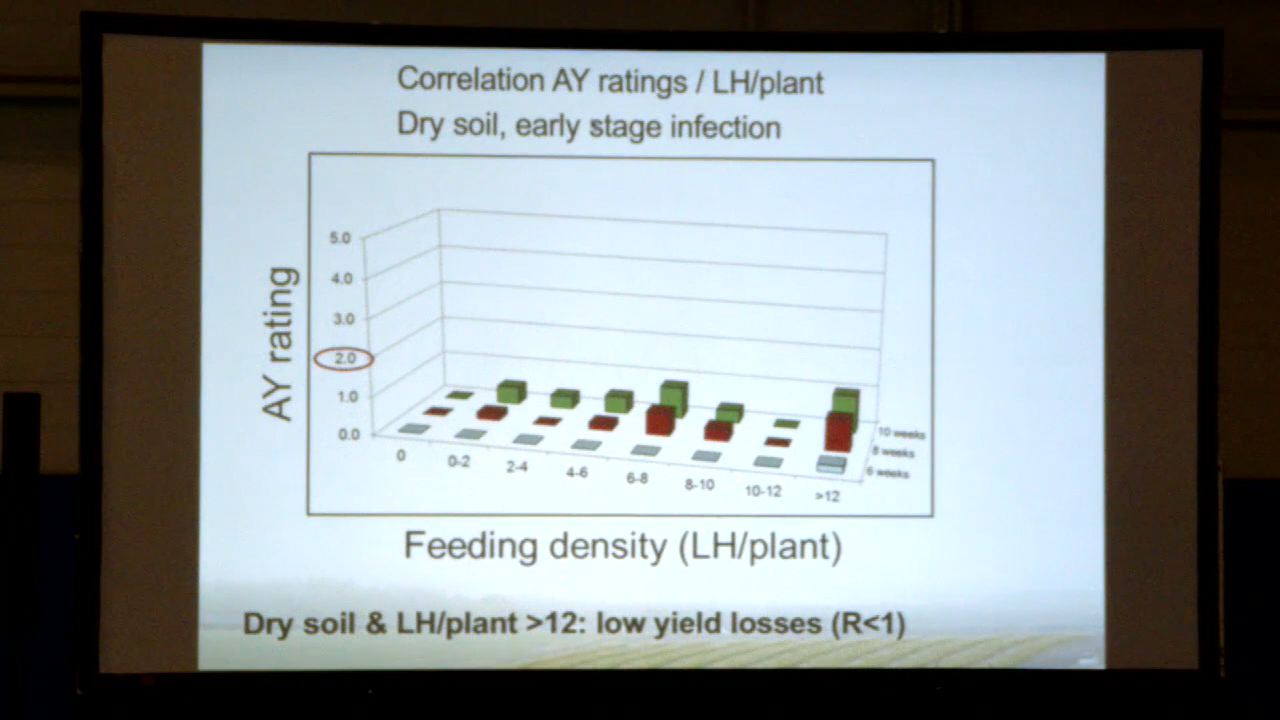 Correlation AY ratings / LH/plant
Dry soil, early stage infection
AY rating
5.0
4.0
3.0
2.0
1.0
0.0
0
0-2
2-4
4-6
6-8
8-10
10-12
>12
10 weeks
8 weeks
6 weeks
Feeding density (LH/plant)
Dry soil & LH/plant >12: low yield losses (R<1)